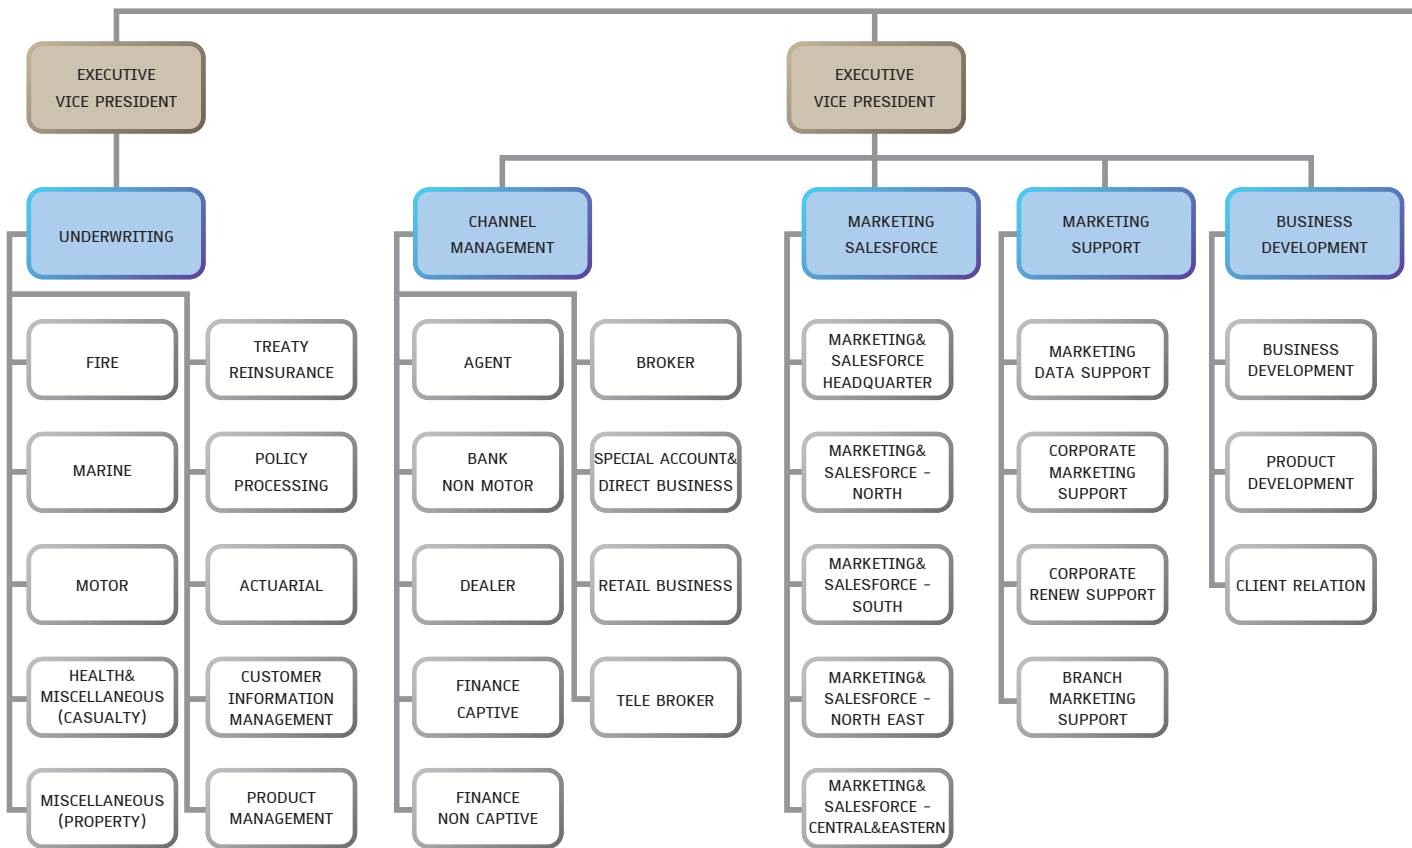 EXECUTIVE
VICE PRESIDENT
EXECUTIVE
VICE PRESIDENT
UNDERWRITING
CHANNEL
MANAGEMENT
MARKETING
SALESFORCE
MARKETING
SUPPORT
BUSINESS
DEVELOPMENT
FIRE
MARINE
MOTOR
HEALTH&
MISCELLANEOUS
(CASUALTY)
MISCELLANEOUS
(PROPERTY)
TREATY
REINSURANCE
POLICY
PROCESSING
ACTUARIAL
CUSTOMER
INFORMATION
MANAGEMENT
PRODUCT
MANAGEMENT
AGENT
BANK
NON MOTOR
DEALER
FINANCE
CAPTIVE
FINANCE
NON CAPTIVE
BROKER
SPECIAL ACCOUNT&
DIRECT BUSINESS
RETAIL BUSINESS
TELE BROKER
MARKETING&
SALESFORCE
HEADQUARTER
MARKETING&
SALESFORCE -
NORTH
MARKETING&
SALESFORCE -
SOUTH
MARKETING&
SALESFORCE -
NORTH EAST
MARKETING&
SALESFORCE -
CENTRAL&EASTERN
MARKETING
DATA SUPPORT
CORPORATE
MARKETING
SUPPORT
CORPORATE
RENEW SUPPORT
BRANCH
MARKETING
SUPPORT
BUSINESS
DEVELOPMENT
PRODUCT
DEVELOPMENT
CLIENT RELATION